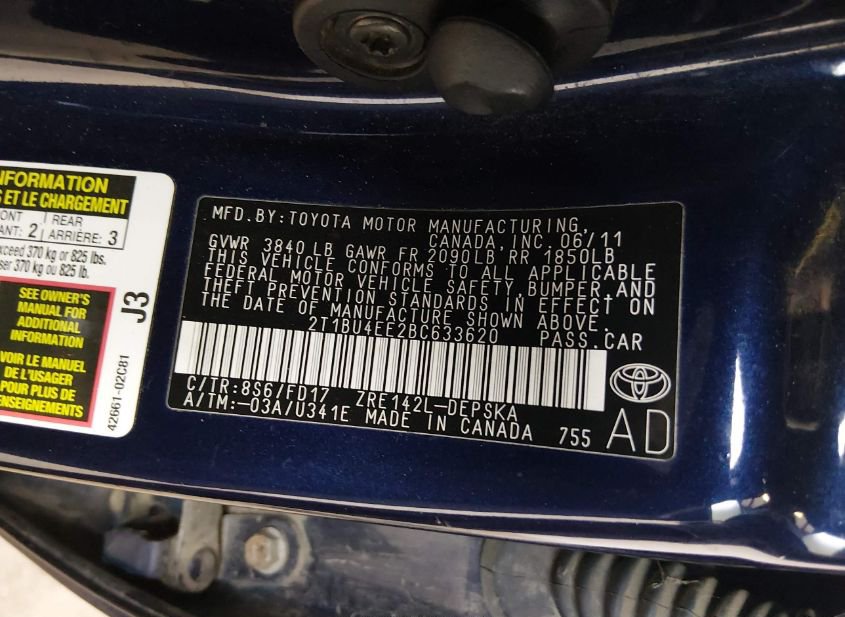 NFORMATION
S ET LE CHARGEMENT
ONT | REAR
ANT: 2 | ARRIÈRE: 3
xceed 370 kg or 825 lbs.
ser 370 kg ou 825 lb.
SEE OWNER'S
MANUAL FOR
ADDITIONAL
INFORMATION
VOIR LE MANUEL
DE L'USAGER
POUR PLUS DE
ENSEIGNEMENTS
J3
42661-02C81
MFD.BY:TOYOTA MOTOR MANUFACTURING,
CANADA,INC.06/11
GVWR 3840LB GAWR FR 2090LB RR 1850LB
THIS VEHICLE CONFORMS TO ALL APPLICABLE
FEDERAL MOTOR VEHICLE SAFETY, BUMPER,AND
THEFT PREVENTION STANDARDS IN EFFECT ON
THE DATE OF MANUFACTURE SHOWN ABOVE.
2T1BU4EE2BC633620 PASS.CAR
C/TR:8S6/FD17 ZRE142L-DEPSKA
A/TM:-03A/U341E MADE IN CANADA 755
AD